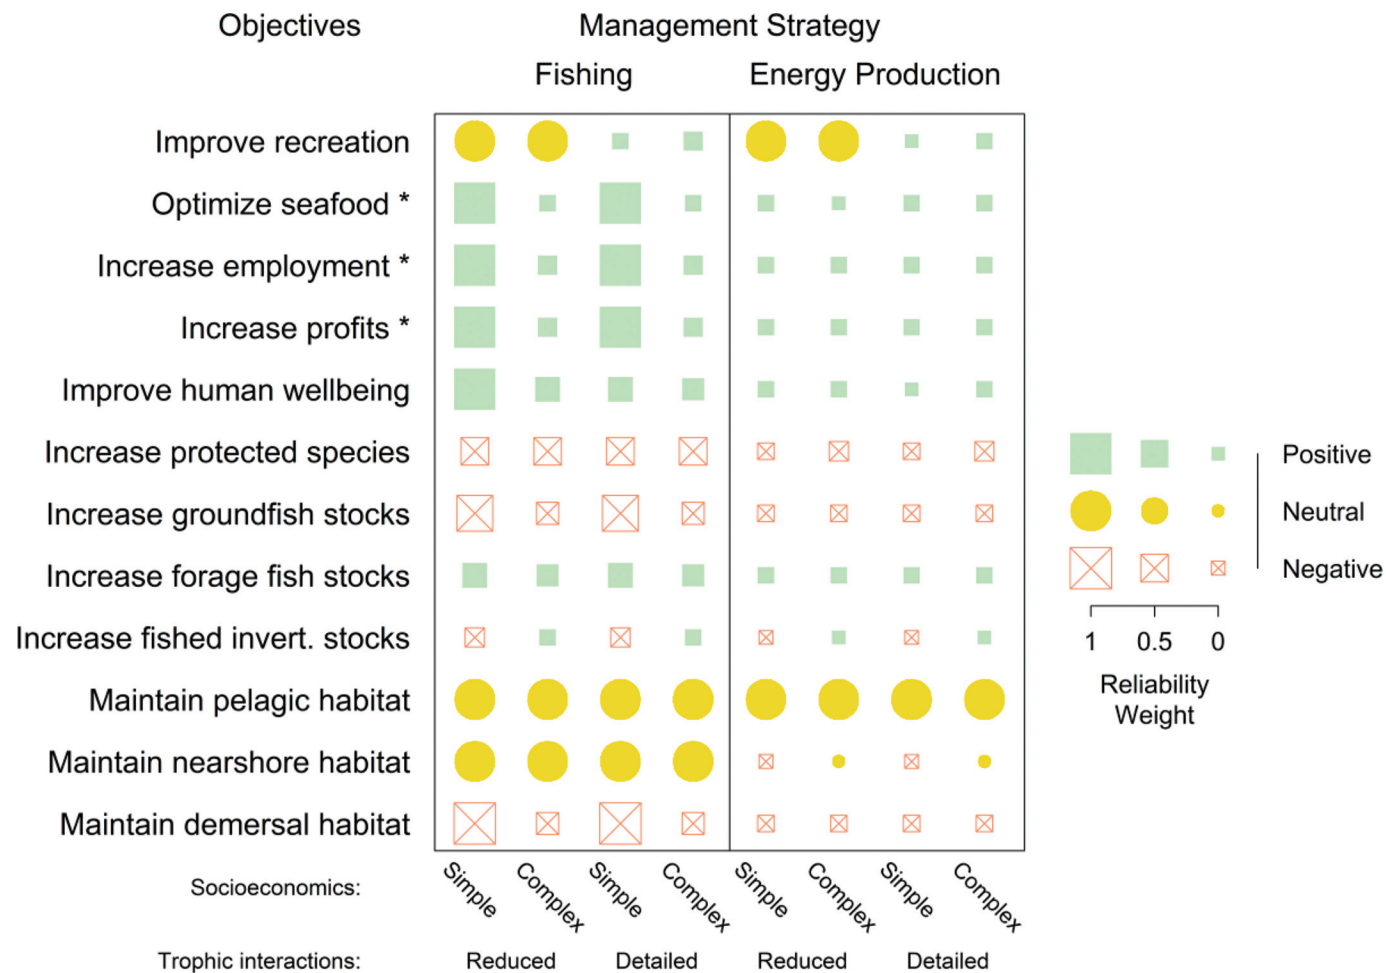 Objectives
Management Strategy
Fishing
Energy Production
Improve recreation
Optimize seafood *
Increase employment *
Increase profits *
Improve human wellbeing
Increase protected species
Increase groundfish stocks
Increase forage fish stocks
Increase fished invert. stocks
Maintain pelagic habitat
Maintain nearshore habitat
Maintain demersal habitat
Socioeconomics:
Simple
Complex
Simple
Complex
Simple
Complex
Simple
Complex
Trophic interactions:
Reduced
Detailed
Reduced
Detailed
Positive
Neutral
Negative
1
0.5
0
Reliability
Weight